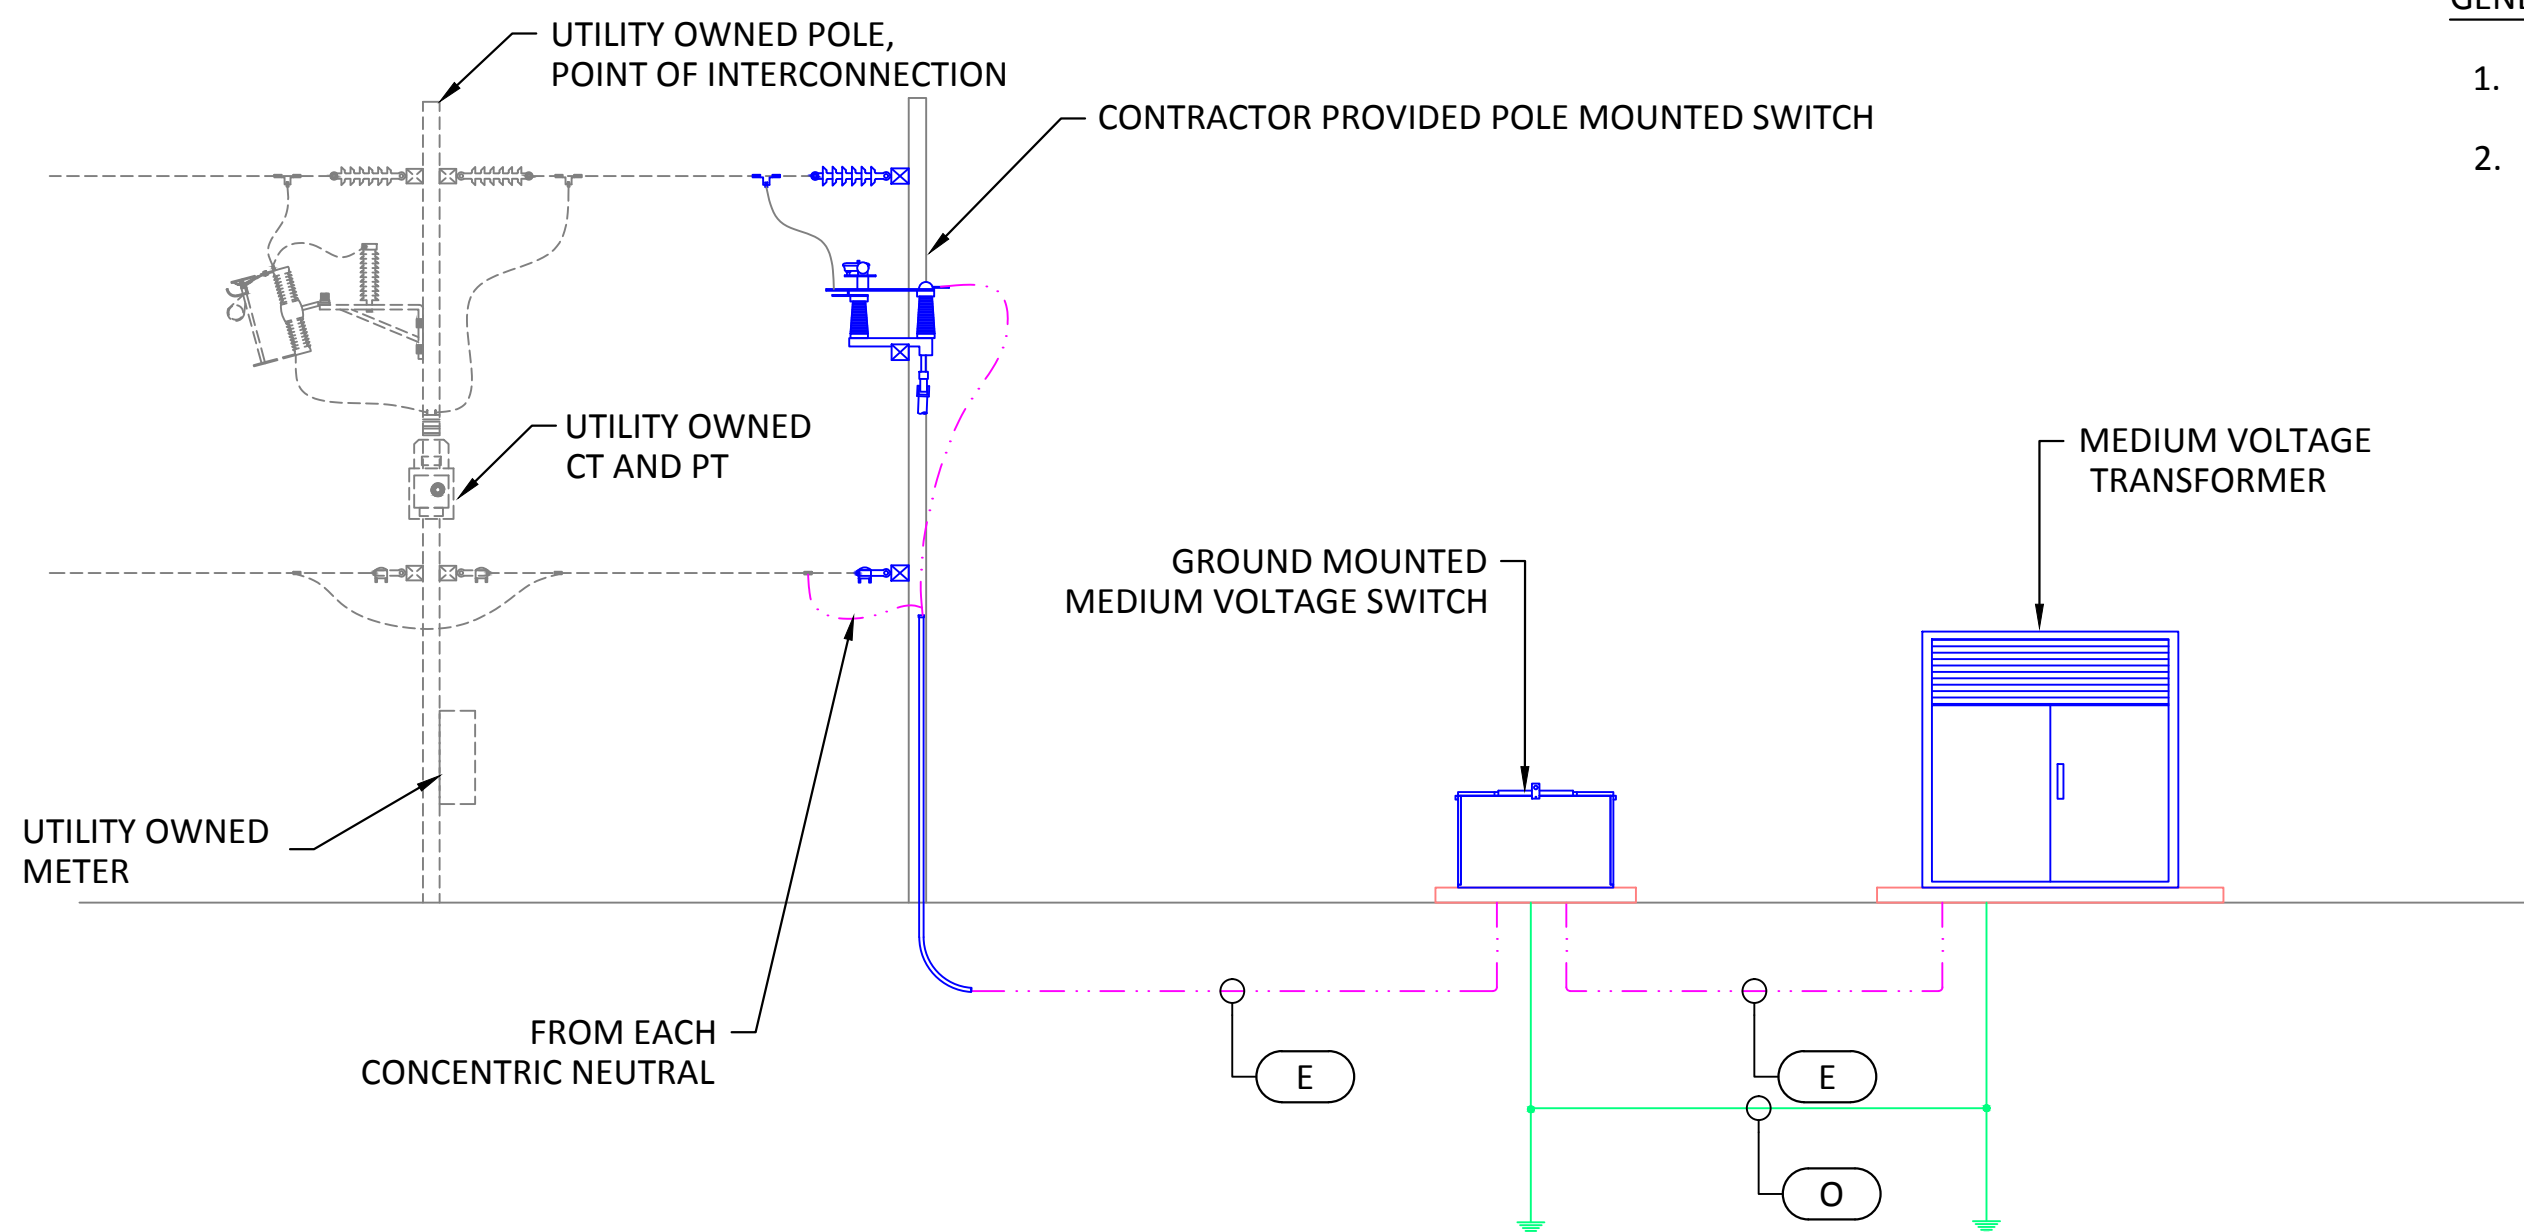 UTILITY OWNED POLE,
POINT OF INTERCONNECTION
CONTRACTOR PROVIDED POLE MOUNTED SWITCH
1.
2.
UTILITY OWNED
CT AND PT
MEDIUM VOLTAGE
TRANSFORMER
GROUND MOUNTED
MEDIUM VOLTAGE SWITCH
UTILITY OWNED
METER
FROM EACH
CONCENTRIC NEUTRAL
E
E
O